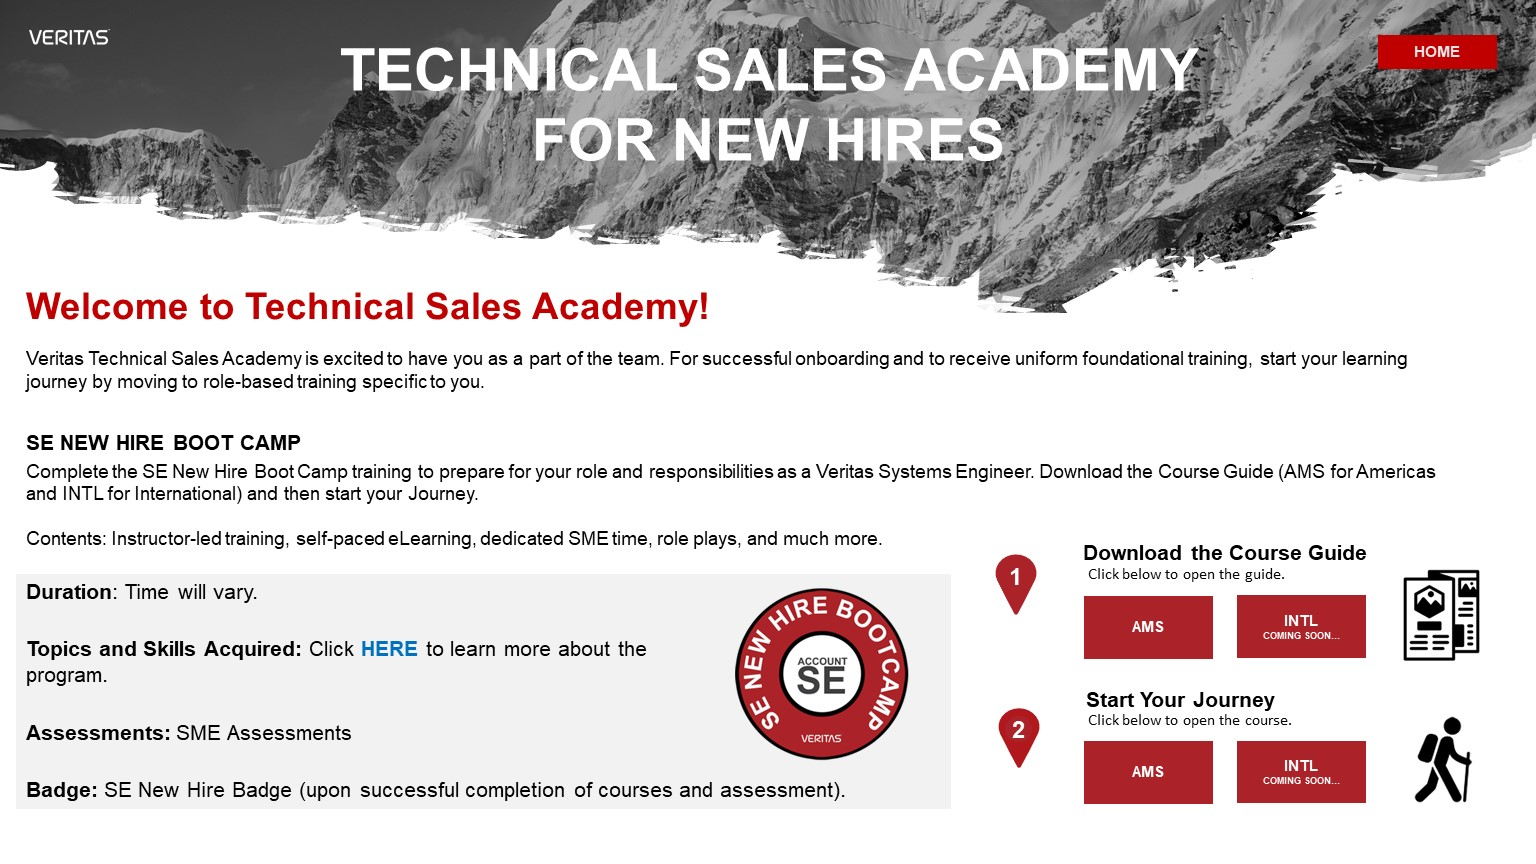 VERITAS
TECHNICAL SALES ACADEMY
FOR NEW HIRES
HOME
Welcome to Technical Sales Academy!
Veritas Technical Sales Academy is excited to have you as a part of the team. For successful onboarding and to receive uniform foundational training, start your learning
journey by moving to role-based training specific to you.
SE NEW HIRE BOOT CAMP
Complete the SE New Hire Boot Camp training to prepare for your role and responsibilities as a Veritas Systems Engineer. Download the Course Guide (AMS for Americas
and INTL for International) and then start your Journey.
Contents: Instructor-led training, self-paced eLearning, dedicated SME time, role plays, and much more.
Duration: Time will vary.
Topics and Skills Acquired: Click HERE to learn more about the
program.
Assessments: SME Assessments
Badge: SE New Hire Badge (upon successful completion of courses and assessment).
SE NEW HIRE BOOTCAMP
ACCOUNT
SE
VERITAS
1
Download the Course Guide
Click below to open the guide.
AMS
INTL
COMING SOON...
2
Start Your Journey
Click below to open the course.
AMS
INTL
COMING SOON...